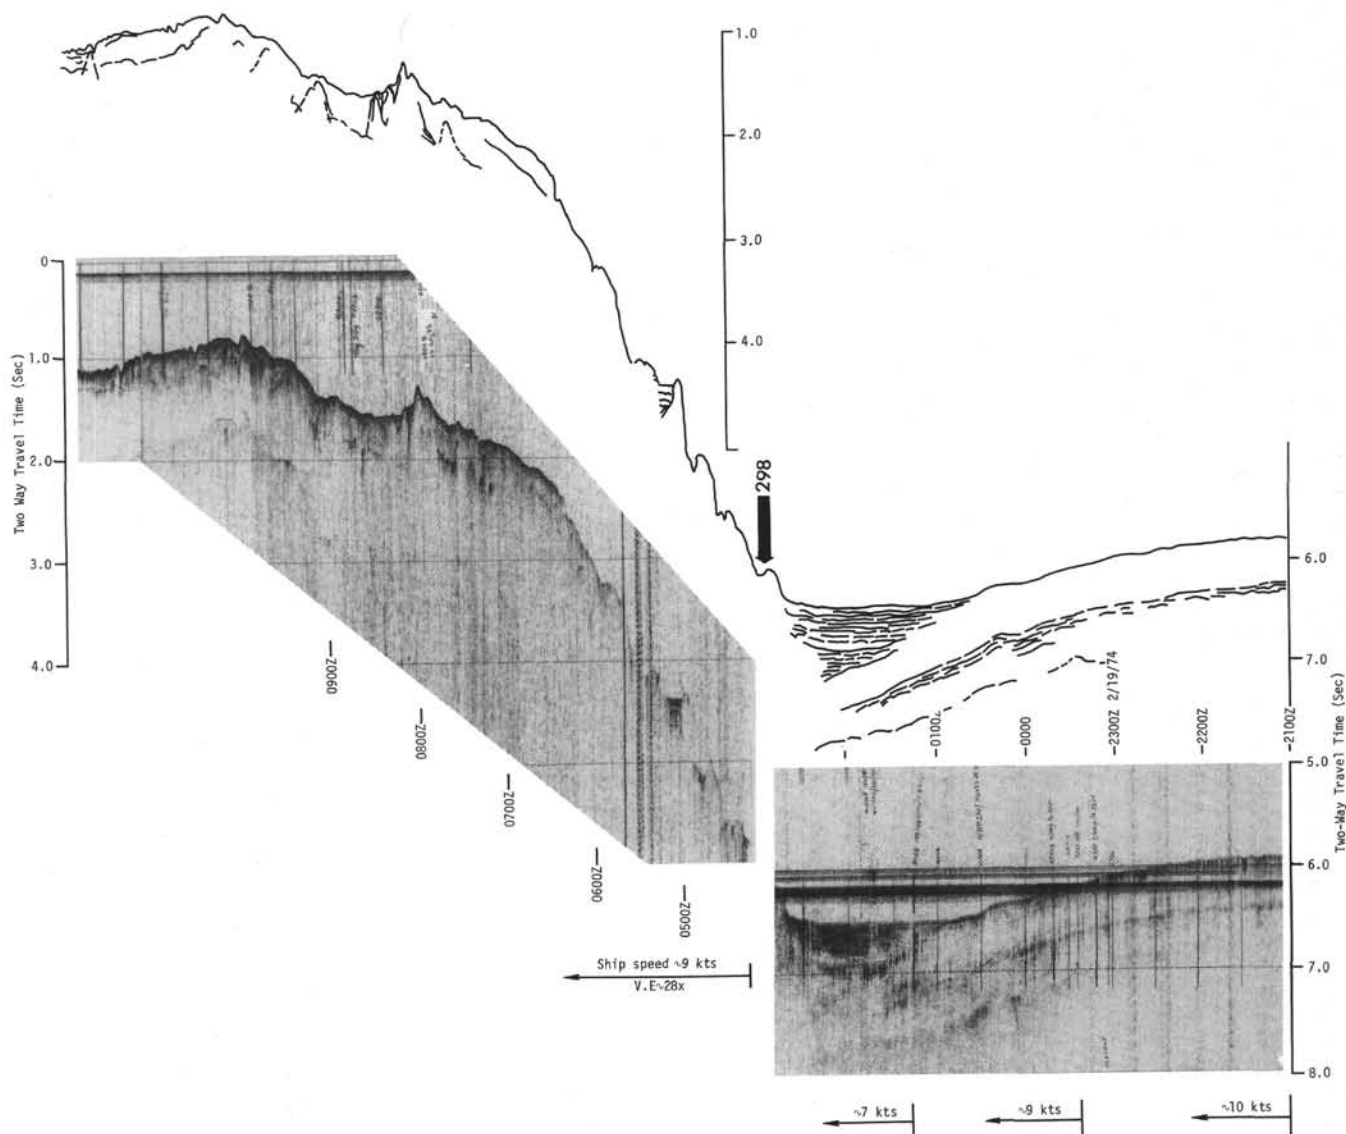 1.0
2.0
3.0
4.0
298
Two Way Travel Time (Sec)
0
1.0
2.0
3.0
4.0
0900Z
0800Z
0700Z
0600Z
0500Z
Ship speed ~9 kts
V.E~28x
6.0
7.0
-0100Z
-0000
-2300Z 2/19/74
-2200Z
-2100Z
Two-Way Travel Time (Sec)
5.0
6.0
7.0
8.0
~7 kts
~9 kts
~10 kts